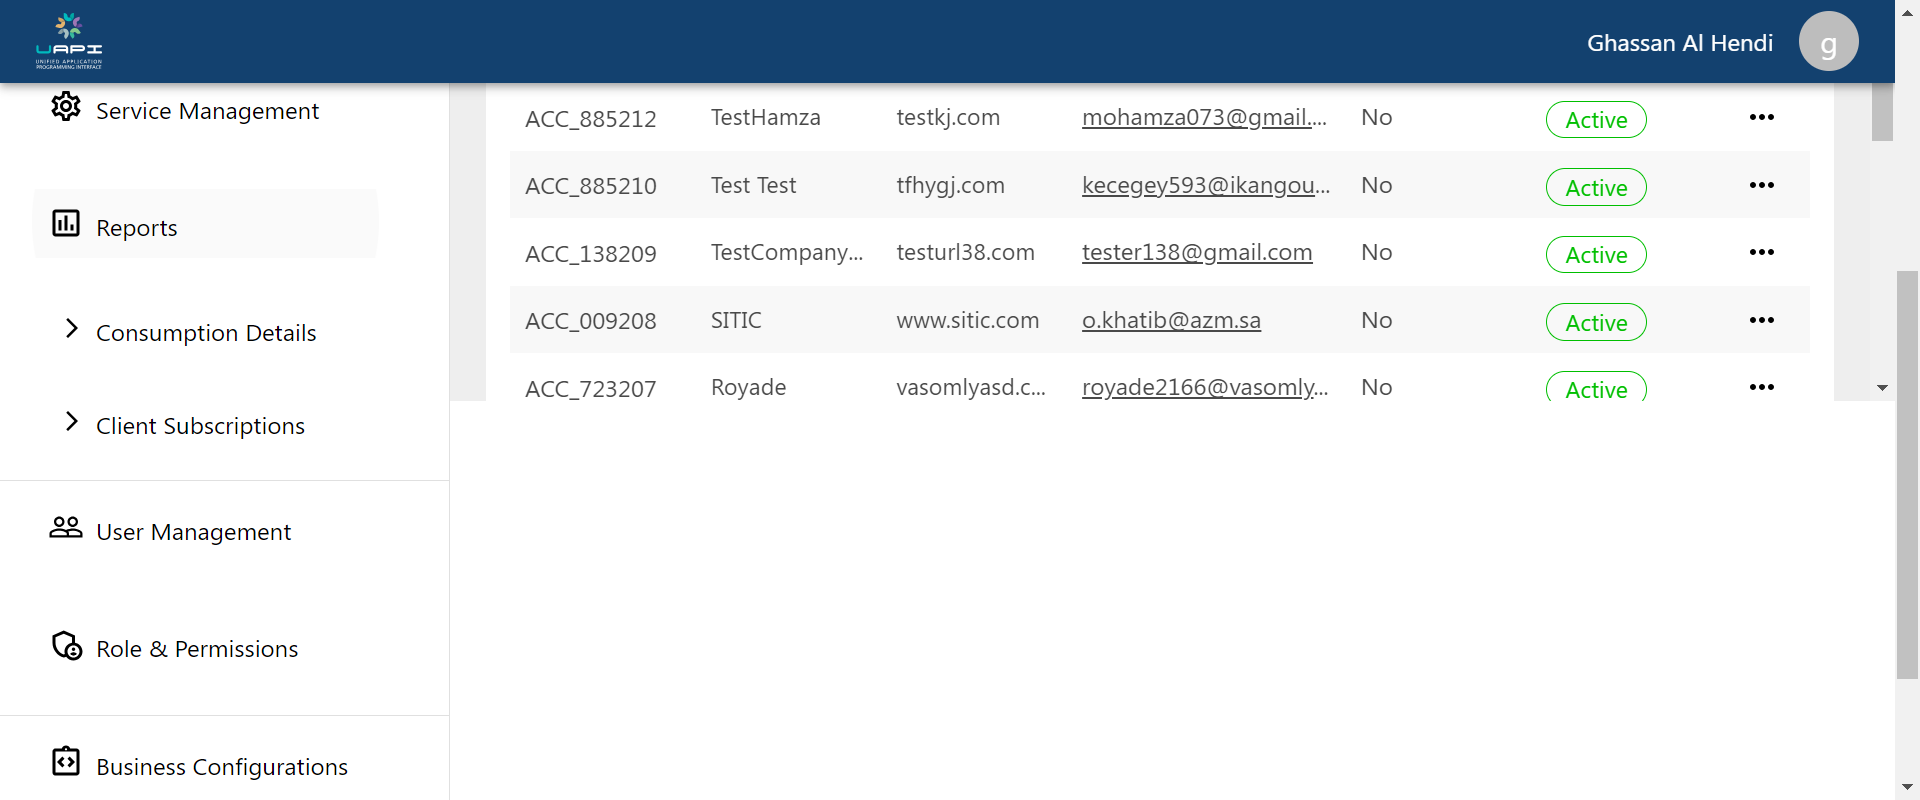 UAPI
UNIFIED APPLICATION
PROGRAMMING INTERFACE
Ghassan Al Hendi
g
Service Management
Reports
Consumption Details
Client Subscriptions
User Management
Role & Permissions
Business Configurations
ACC_885212 TestHamza testkj.com mohamza073@gmail.... No Active
ACC_885210 Test Test tfhygj.com kecegey593@ikangou... No Active
ACC_138209 TestCompany... testurl38.com tester138@gmail.com No Active
ACC_009208 SITIC www.sitic.com o.khatib@azm.sa No Active
ACC_723207 Royade vasomlyasd.c... royade2166@vasomly... No Active